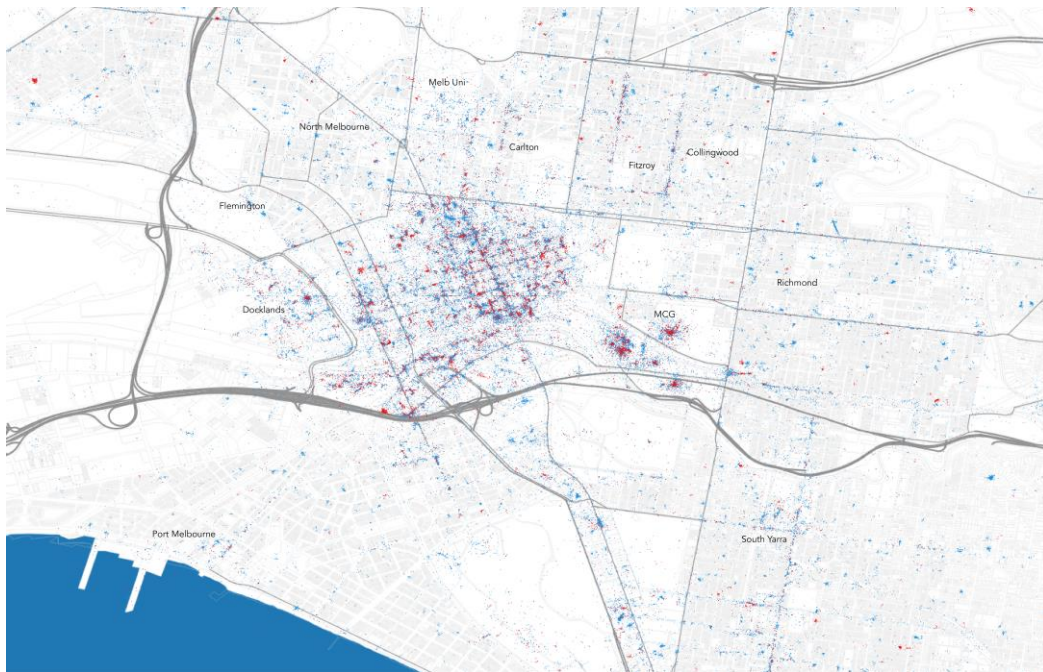 Melb Uni
North Melbourne
Carlton
Collingwood
Fitzroy
Flemington
Richmond
Docklands
MCG
Port Melbourne
South Yarra